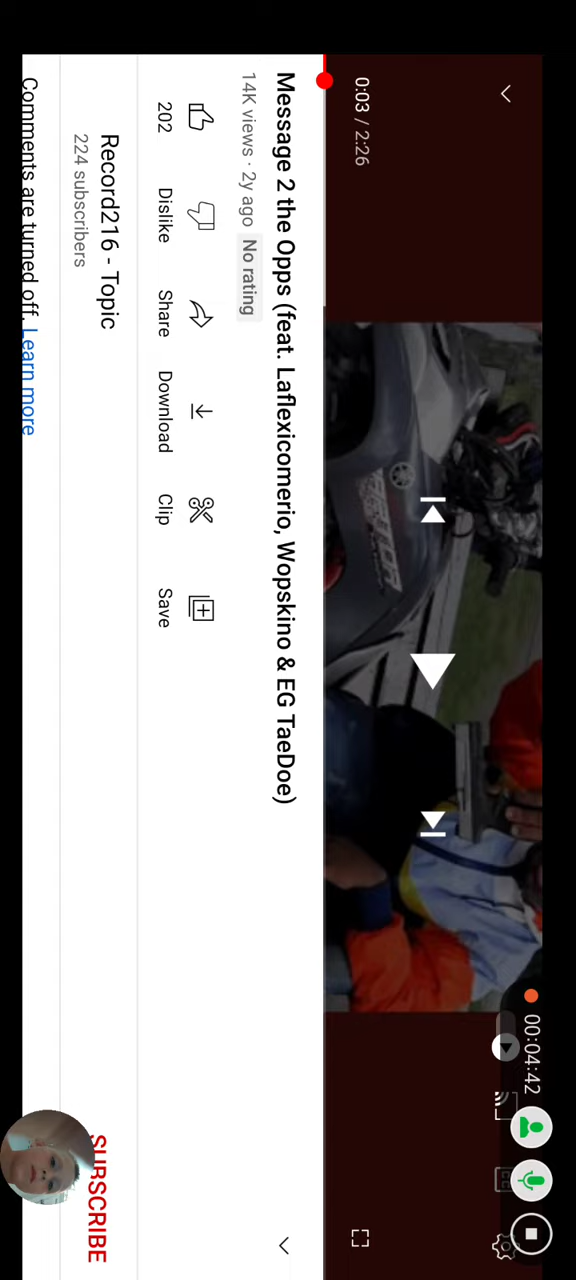 0:03 / 2:26
00:04:42
Message 2 the Opps (feat. Laflexicomerio, Wopskino & EG TaeDoe)
14K views · 2y ago No rating
202
Dislike
Share
Download
Clip
Save
Record216 - Topic
224 subscribers
SUBSCRIBE
Comments are turned off. Learn more